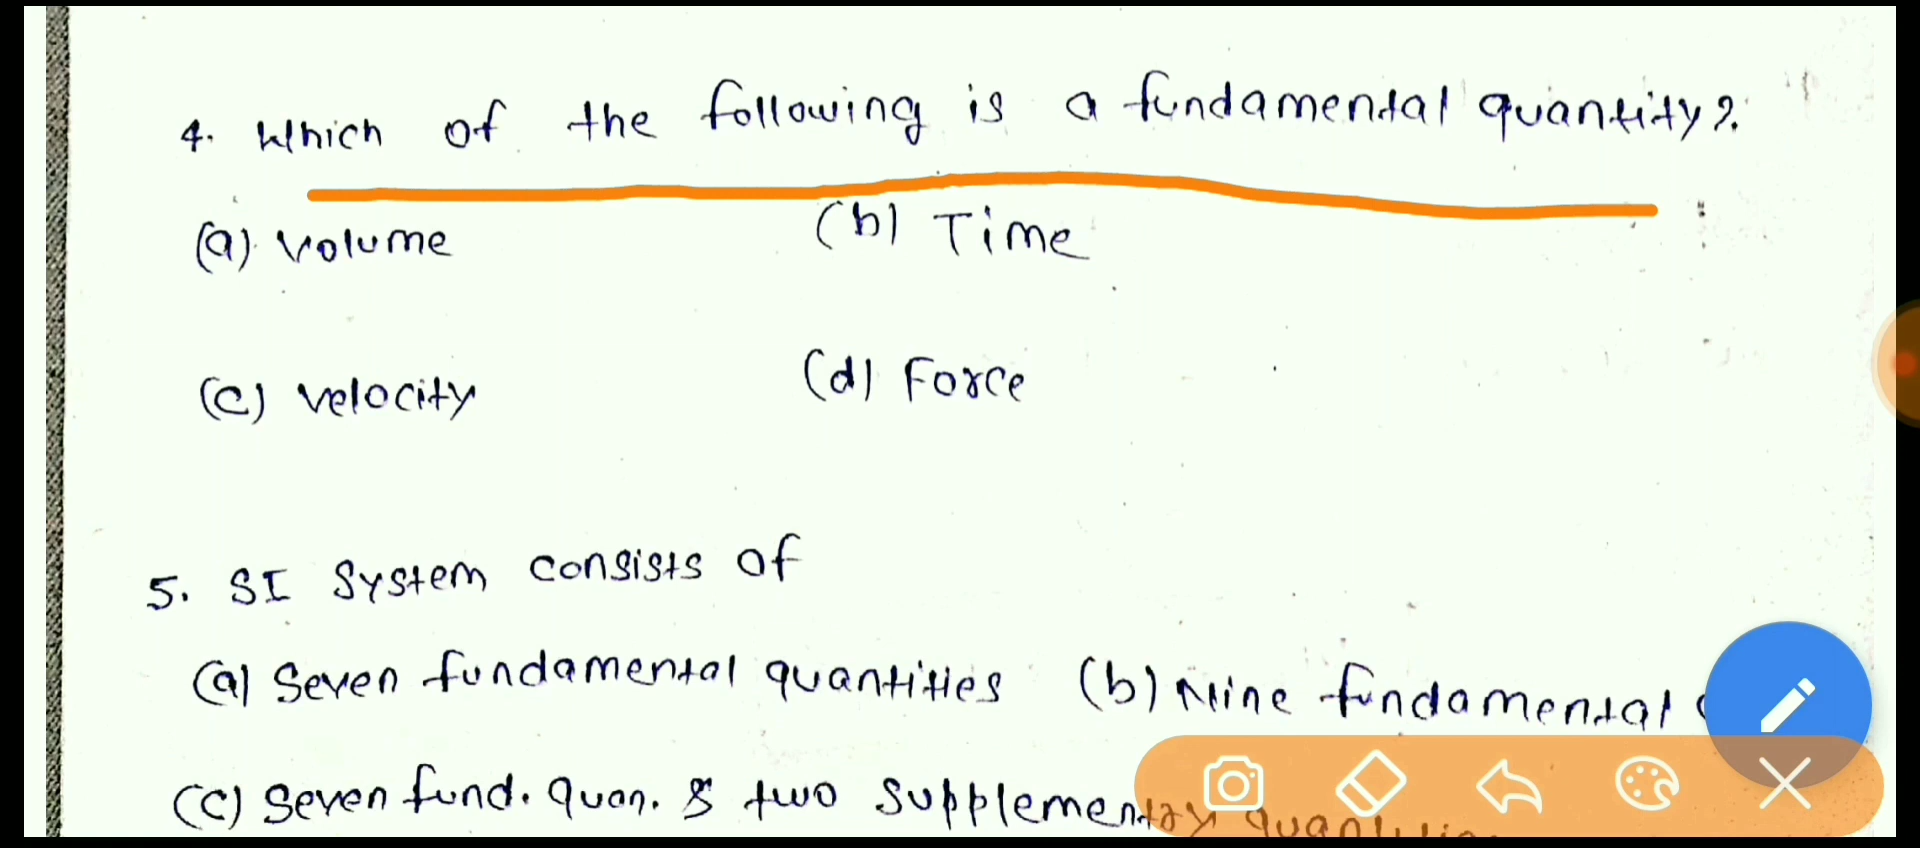 4. Which of the following is a fundamental quantity?
(a) Volume (b) Time
(c) velocity (d) Force
5. SI System consists of
(a) Seven fundamental quantities (b) Nine fundamental
(c) Seven fund. quan. & two supplementary